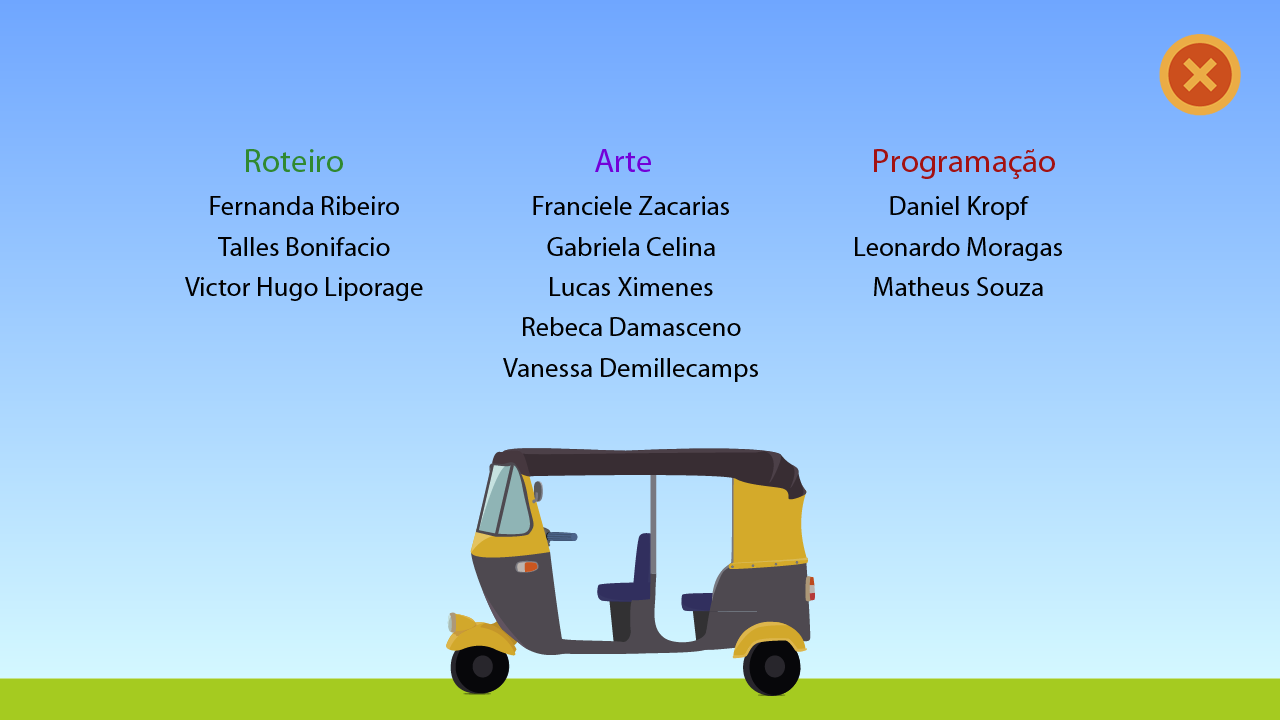 Roteiro
Fernanda Ribeiro
Talles Bonifacio
Victor Hugo Liporage
Arte
Franciele Zacarias
Gabriela Celina
Lucas Ximenes
Rebeca Damasceno
Vanessa Demillecamps
Programação
Daniel Kropf
Leonardo Moragas
Matheus Souza